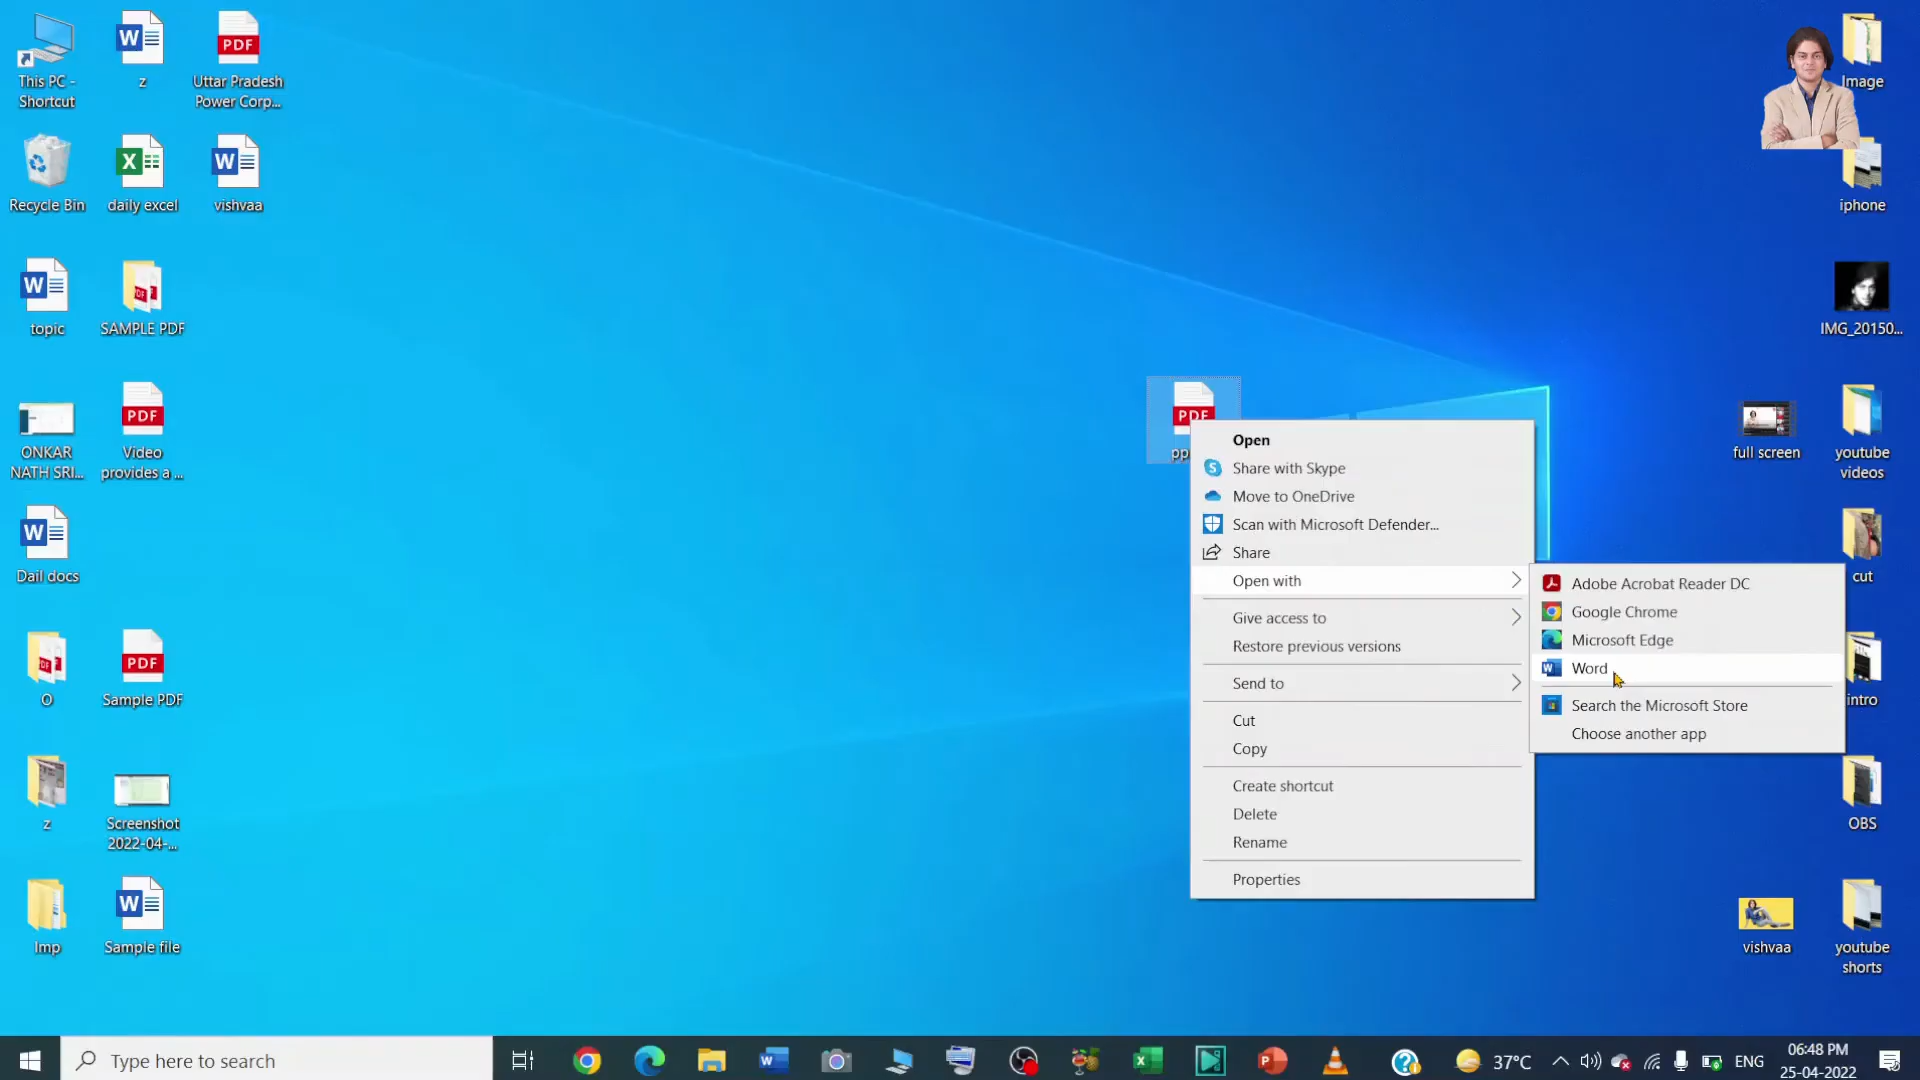 This PC -
Shortcut
z
Uttar Pradesh
Power Corp...
Recycle Bin
daily excel
vishvaa
topic
SAMPLE PDF
ONKAR
NATH SRI...
Video
provides a ...
Dail docs
O
Sample PDF
z
Screenshot
2022-04-...
Imp
Sample file
PDF
Open
Share with Skype
Move to OneDrive
Scan with Microsoft Defender...
Share
Open with
Give access to
Restore previous versions
Send to
Cut
Copy
Create shortcut
Delete
Rename
Properties
Adobe Acrobat Reader DC
Google Chrome
Microsoft Edge
Word
Search the Microsoft Store
Choose another app
Image
iphone
IMG_20150...
full screen
youtube
videos
cut
intro
OBS
vishvaa
youtube
shorts
Type here to search
37°C
ENG
06:48 PM
25-04-2022